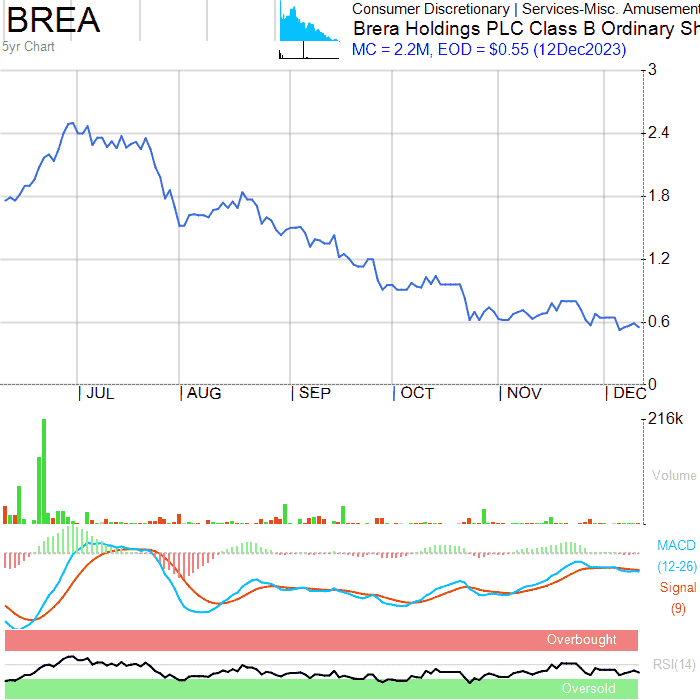 BREA
5yr Chart
Consumer Discretionary | Services-Misc. Amusement
Brera Holdings PLC Class B Ordinary Sh
MC = 2.2M, EOD = $0.55 (12Dec2023)
3
2.4
1.8
1.2
0.6
0
| JUL | AUG | SEP | OCT | NOV | DEC
216k
Volume
MACD
(12-26)
Signal
(9)
Overbought
RSI(14)
Oversold